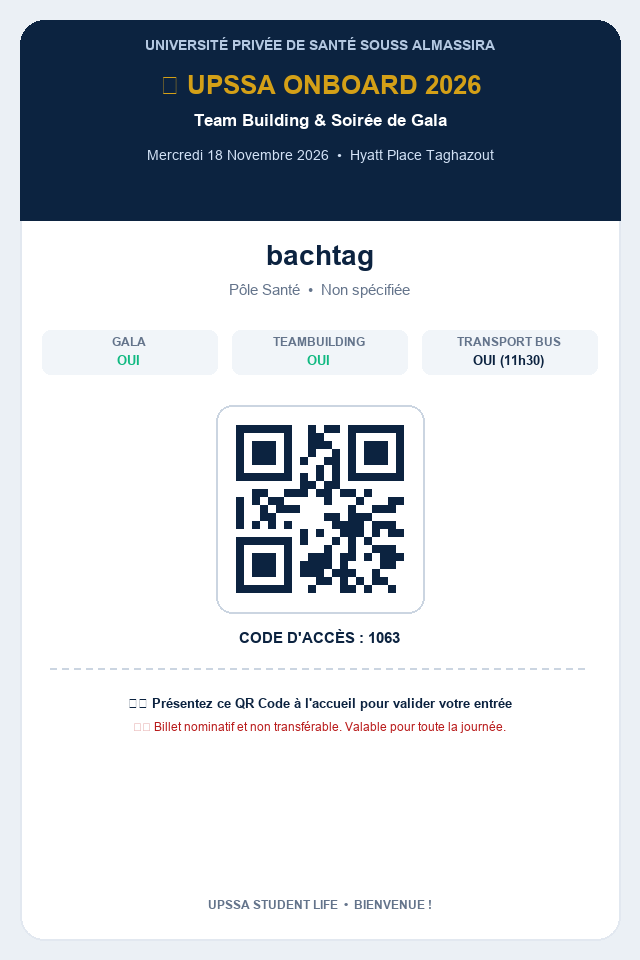 UNIVERSITÉ PRIVÉE DE SANTÉ SOUSS ALMASSIRA
UPSSA ONBOARD 2026
Team Building & Soirée de Gala
Mercredi 18 Novembre 2026 • Hyatt Place Taghazout
bachtag
Pôle Santé • Non spécifiée
GALA
OUI
TEAMBUILDING
OUI
TRANSPORT BUS
OUI (11h30)
CODE D'ACCÈS : 1063
Présentez ce QR Code à l'accueil pour valider votre entrée
Billet nominatif et non transférable. Valable pour toute la journée.
UPSSA STUDENT LIFE • BIENVENUE !